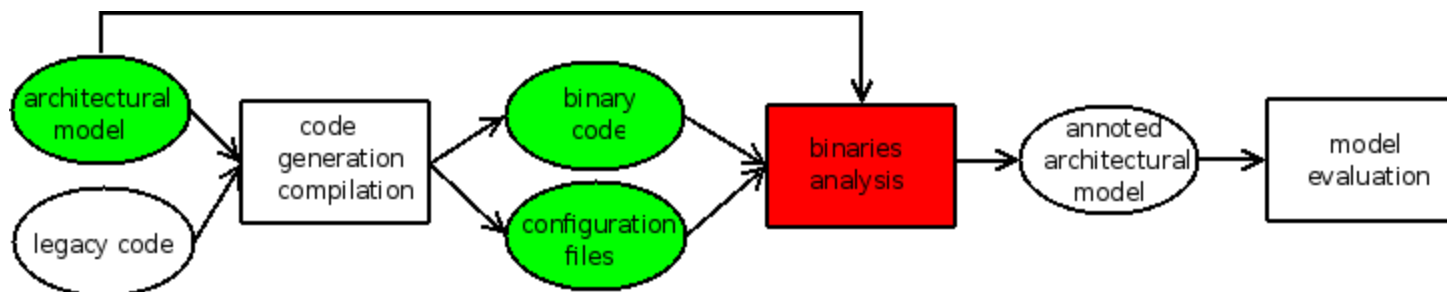 architectural
model
legacy code
code
generation
compilation
binary
code
configuration
files
binaries
analysis
annoted
architectural
model
model
evaluation